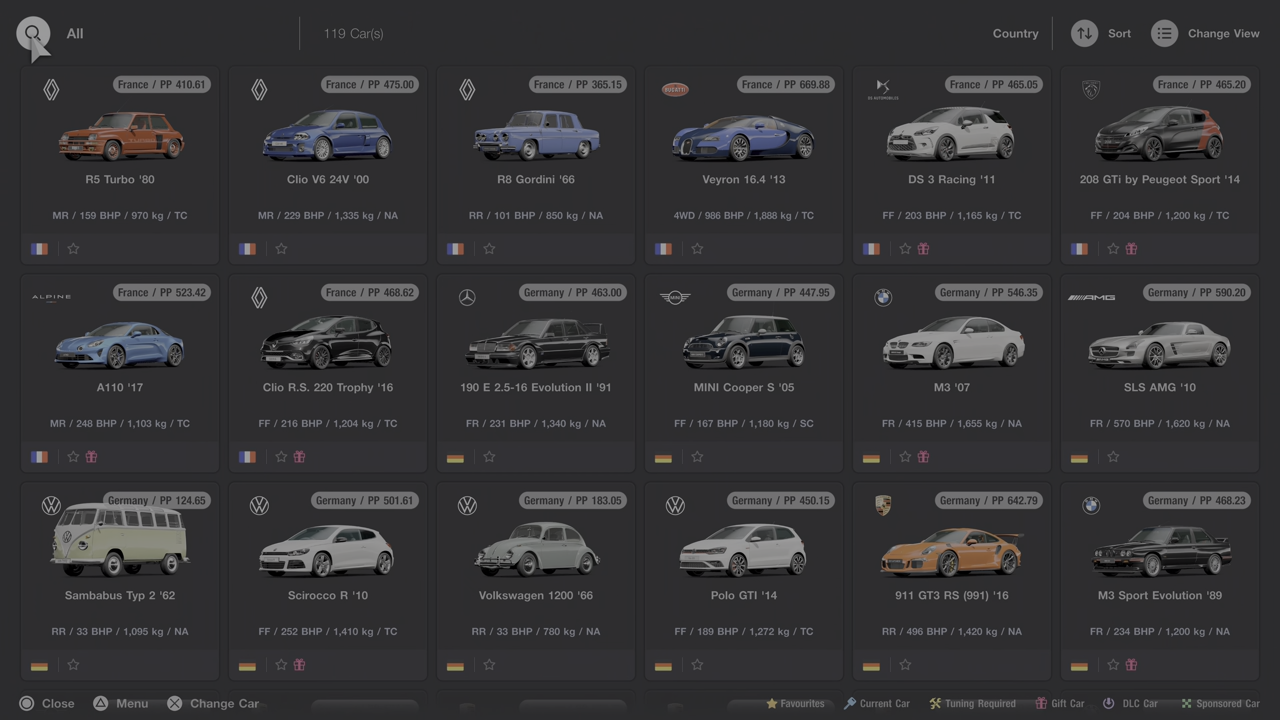 All
119 Car(s)
Country
Sort
Change View
France / PP 410.61
R5 Turbo '80
MR / 159 BHP / 970 kg / TC
France / PP 475.00
Clio V6 24V '00
MR / 229 BHP / 1,335 kg / NA
France / PP 365.15
R8 Gordini '66
RR / 101 BHP / 850 kg / NA
BUGATTI
France / PP 669.88
Veyron 16.4 '13
4WD / 986 BHP / 1,888 kg / TC
DS AUTOMOBILES
France / PP 465.05
DS 3 Racing '11
FF / 203 BHP / 1,165 kg / TC
France / PP 465.20
208 GTi by Peugeot Sport '14
FF / 204 BHP / 1,200 kg / TC
ALPINE
France / PP 523.42
A110 '17
MR / 248 BHP / 1,103 kg / TC
France / PP 468.62
Clio R.S. 220 Trophy '16
FF / 216 BHP / 1,204 kg / TC
Germany / PP 463.00
190 E 2.5-16 Evolution II '91
FR / 231 BHP / 1,340 kg / NA
MINI
Germany / PP 447.95
MINI Cooper S '05
FF / 167 BHP / 1,180 kg / SC
Germany / PP 546.35
M3 '07
FR / 415 BHP / 1,655 kg / NA
AMG
Germany / PP 590.20
SLS AMG '10
FR / 570 BHP / 1,620 kg / NA
Germany / PP 124.65
Sambabus Typ 2 '62
RR / 33 BHP / 1,095 kg / NA
Germany / PP 501.61
Scirocco R '10
FF / 252 BHP / 1,410 kg / TC
Germany / PP 183.05
Volkswagen 1200 '66
RR / 33 BHP / 780 kg / NA
Germany / PP 450.15
Polo GTI '14
FF / 189 BHP / 1,272 kg / TC
Germany / PP 642.79
911 GT3 RS (991) '16
RR / 496 BHP / 1,420 kg / NA
Germany / PP 468.23
M3 Sport Evolution '89
FR / 234 BHP / 1,200 kg / NA
Close
Menu
Change Car
Favourites
Current Car
Tuning Required
Gift Car
DLC Car
Sponsored Car